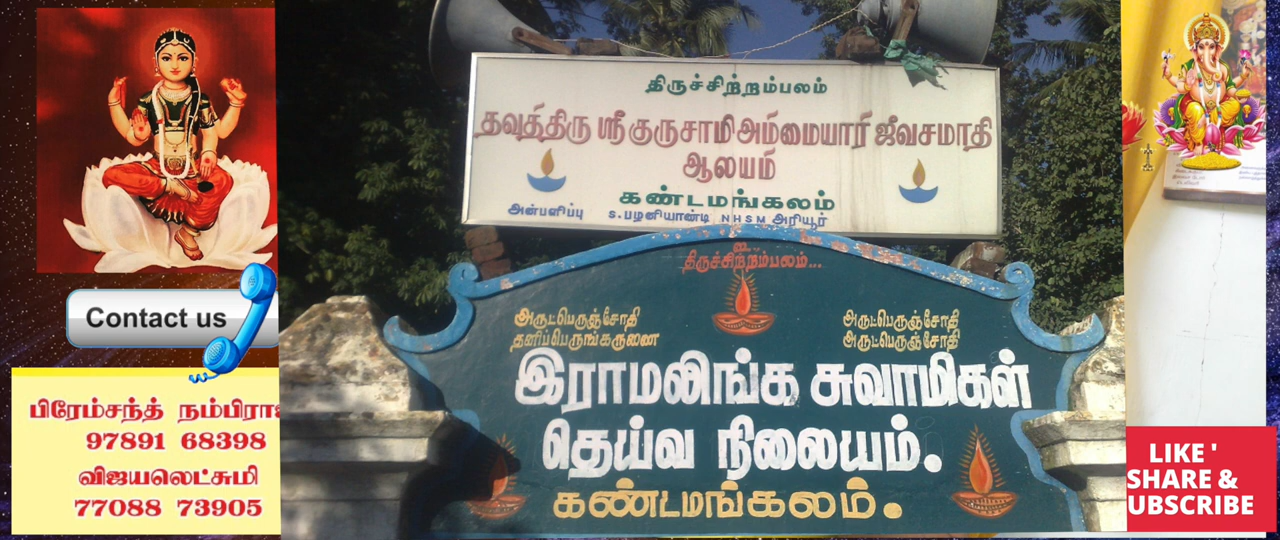 Contact us
பிரேம்சந்த்
97891 68398
விஜயலெட்சுமி
77088 73905
திருச்சிற்றம்பலம்
தவத்திரு ஸ்ரீ குருசாமி அம்மையார் ஜீவசமாதி
ஆலயம்
கண்டமங்கலம்
அன்பளிப்பு S.பழனியாண்டி NHSM அரியூர்
உ...
திருச்சிற்றம்பலம்...
அருட்பெருஞ்ஜோதி அருட்பெருஞ்ஜோதி
தனிப்பெருங்கருணை அருட்பெருஞ்ஜோதி
இராமலிங்க சுவாமிகள்
தெய்வ நிலையம்.
கண்டமங்கலம்.
LIKE '
SHARE &
UBSCRIBE